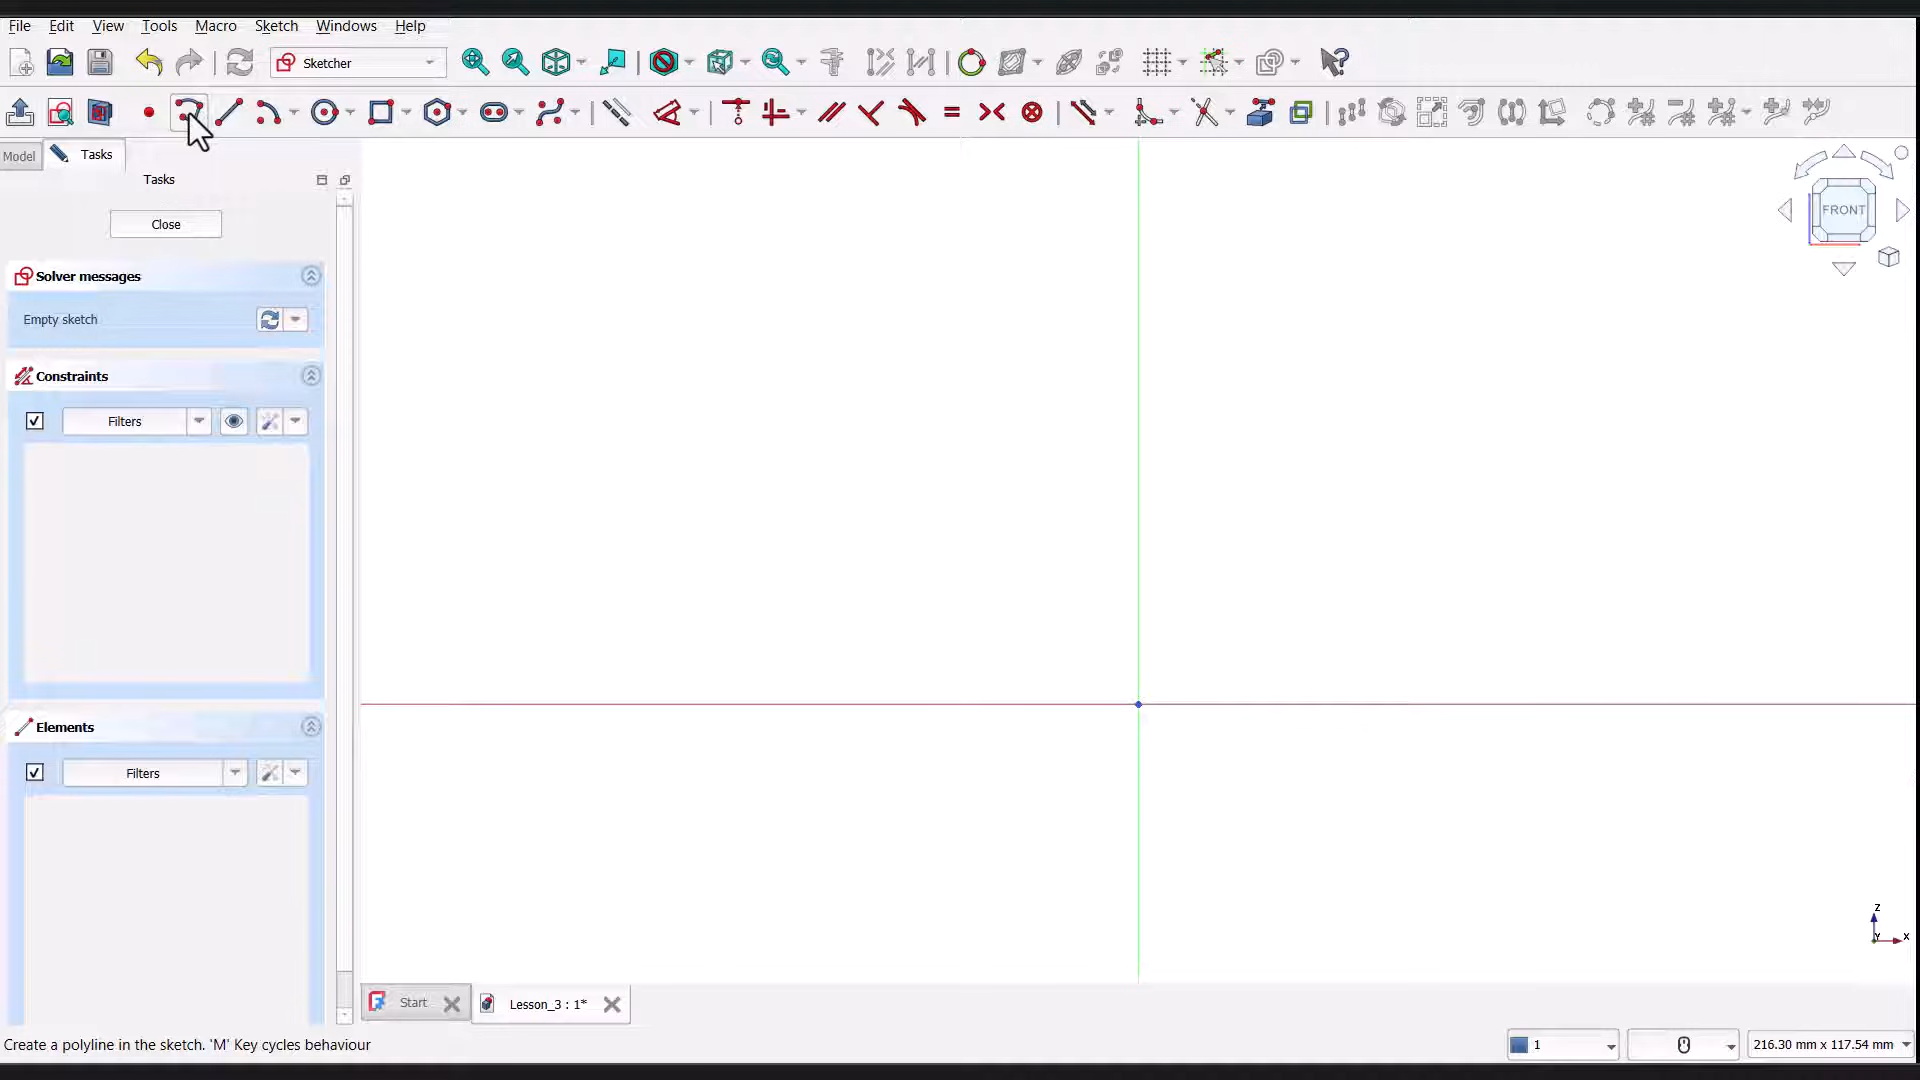 File Edit View Tools Macro Sketch Windows Help
Sketcher
Model Tasks
Tasks
Close
Solver messages
Empty sketch
Constraints
Filters
Elements
Filters
FRONT
Z
Y X
Start Lesson_3 : 1*
Create a polyline in the sketch. 'M' Key cycles behaviour
1 216.30 mm x 117.54 mm